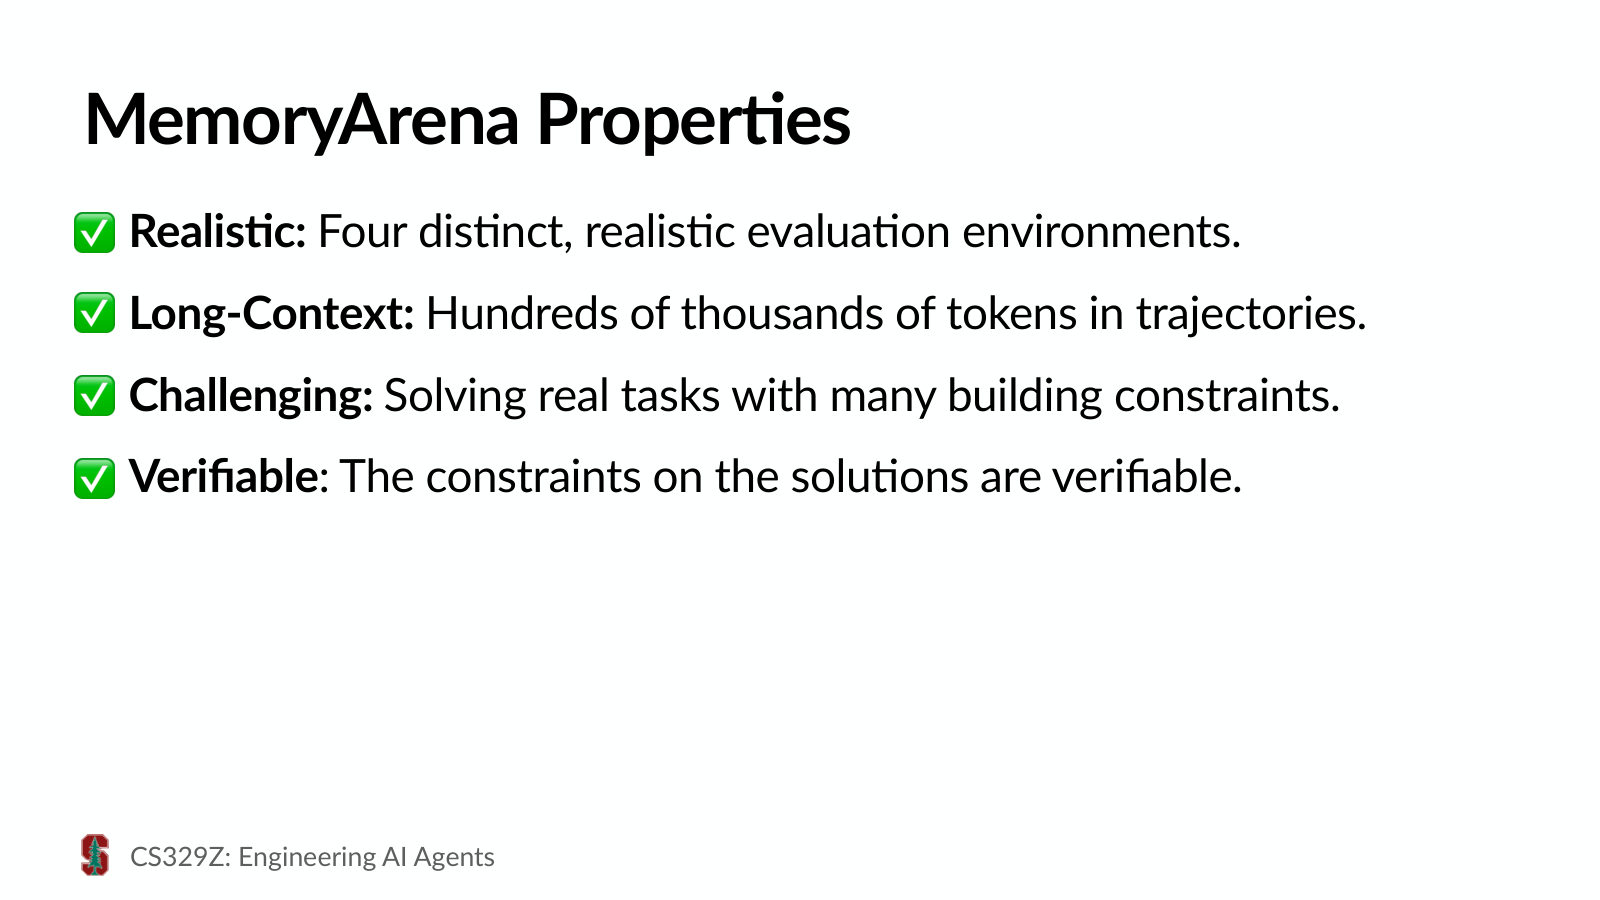 MemoryArena Properties
✅ Realistic: Four distinct, realistic evaluation environments.
✅ Long-Context: Hundreds of thousands of tokens in trajectories.
✅ Challenging: Solving real tasks with many building constraints.
✅ Verifiable: The constraints on the solutions are verifiable.
CS329Z: Engineering AI Agents